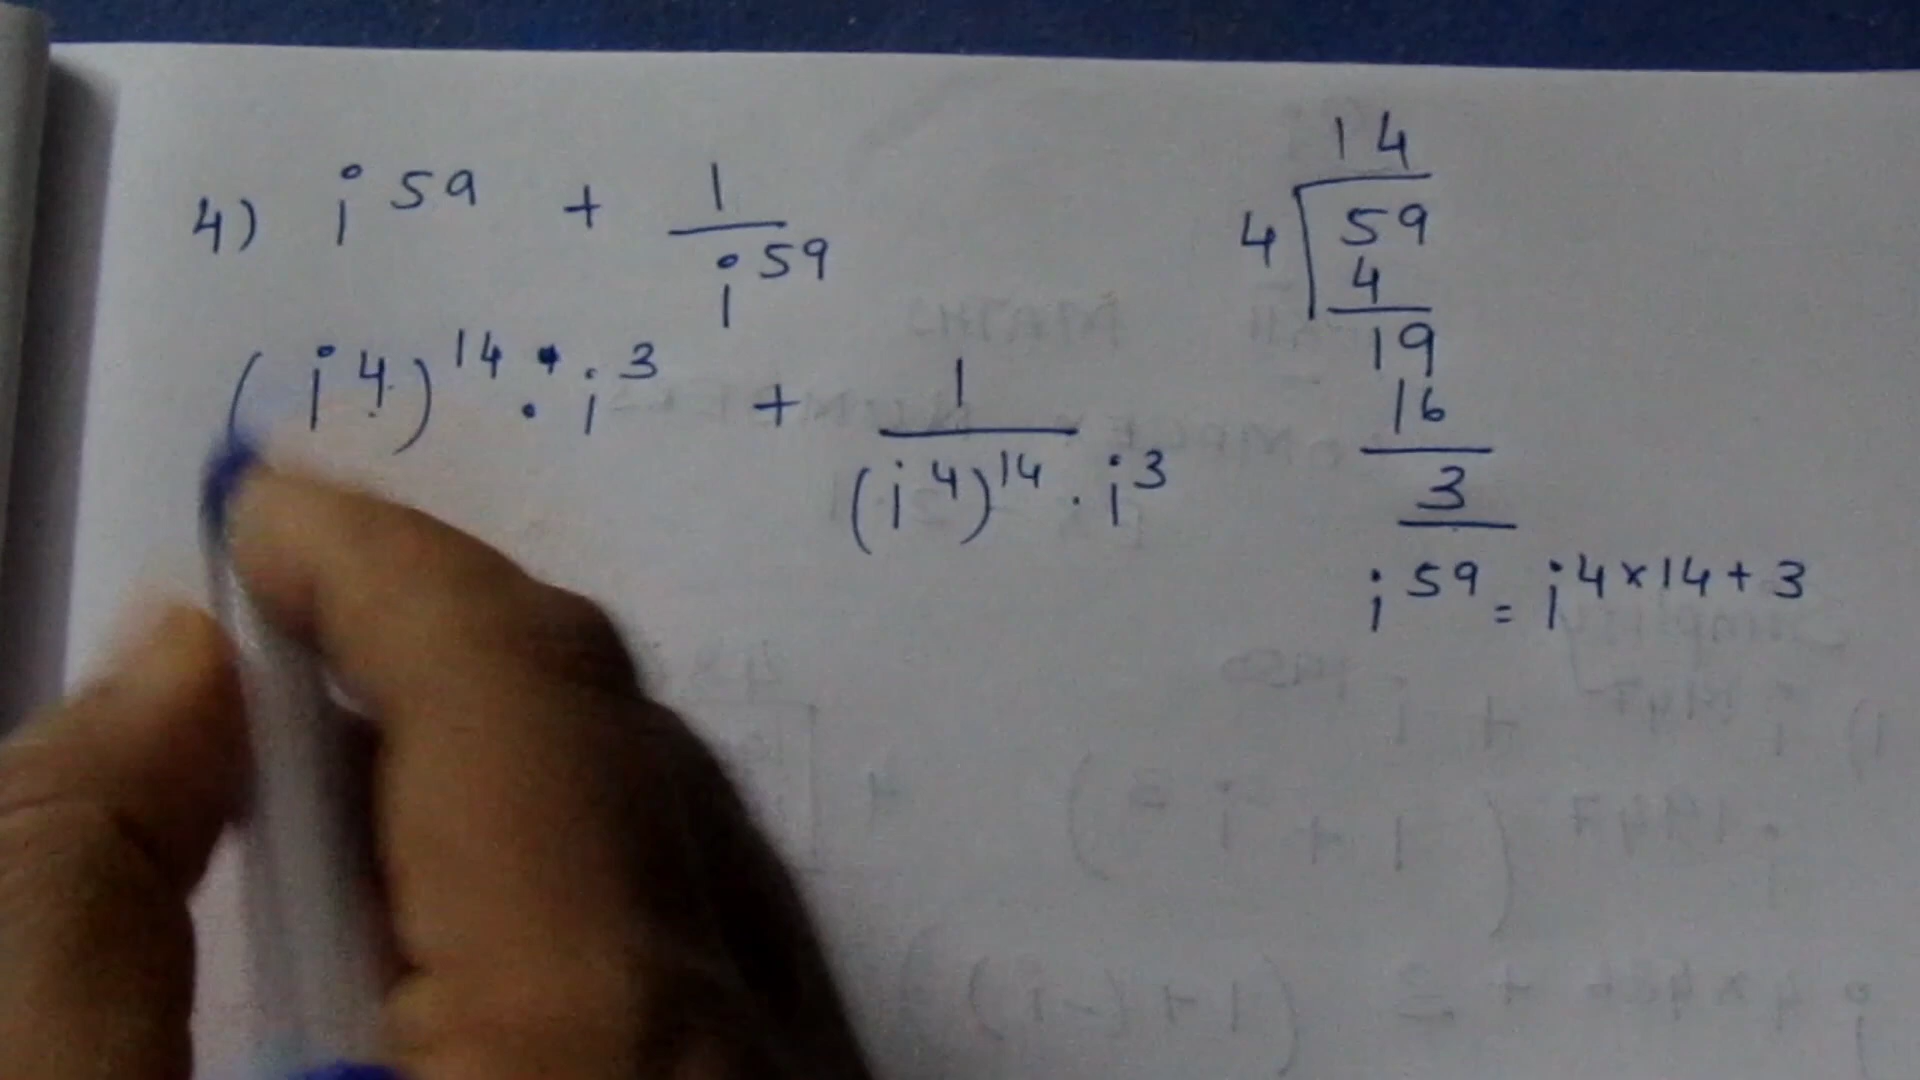 4) i^59 + 1/i^59
(i^4)^14 · i^3 + 1/((i^4)^14 · i^3)
14
4 59
4
19
16
3
i^59 = i^4×14+3